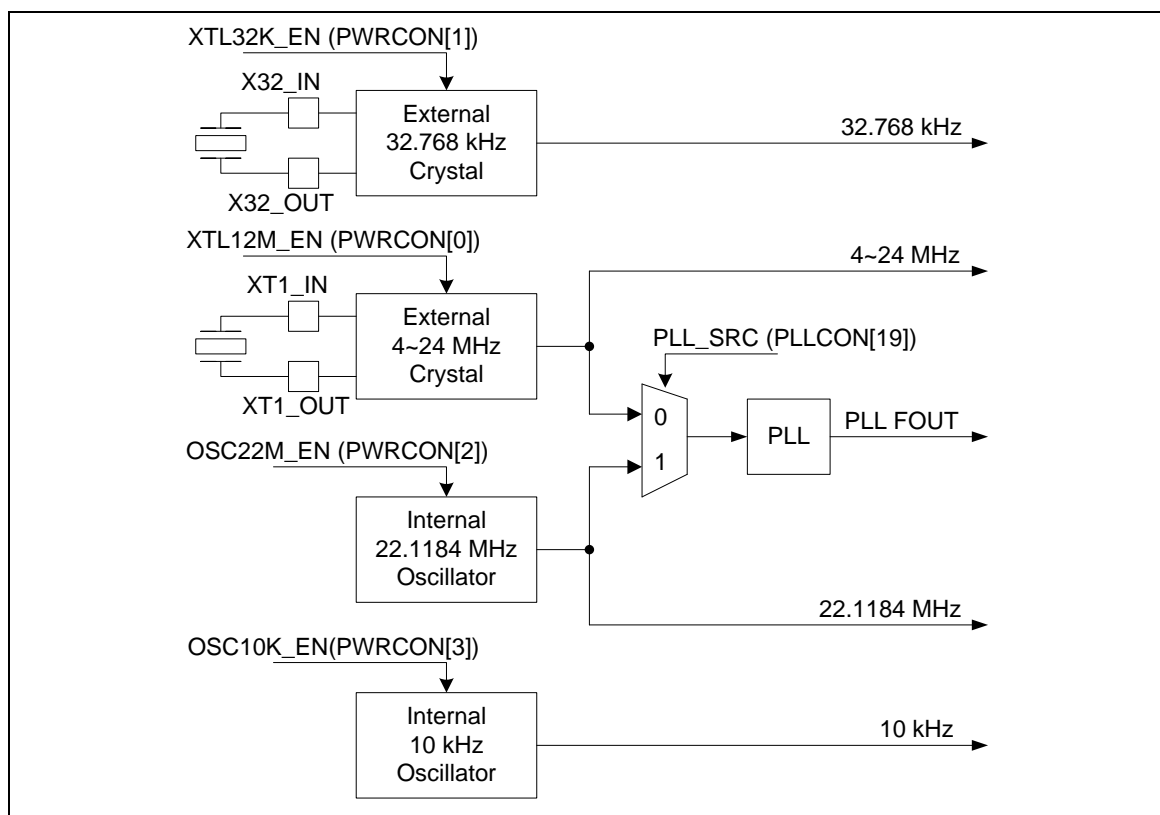 XTL32K_EN (PWRCON[1])
X32_IN
External
32.768 kHz
Crystal
32.768 kHz
X32_OUT
XTL12M_EN (PWRCON[0])
4~24 MHz
XT1_IN
External
4~24 MHz
Crystal
PLL_SRC (PLLCON[19])
XT1_OUT
0
1
PLL
PLL FOUT
OSC22M_EN (PWRCON[2])
Internal
22.1184 MHz
Oscillator
22.1184 MHz
OSC10K_EN(PWRCON[3])
Internal
10 kHz
Oscillator
10 kHz